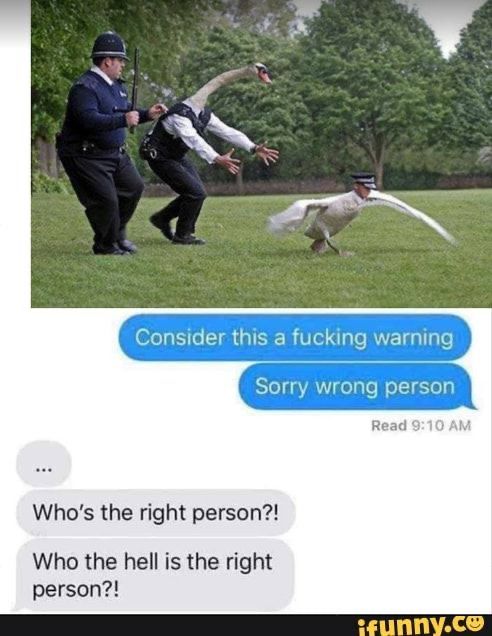 Consider this a fucking warning
Sorry wrong person
Read 9:10 AM
...
Who's the right person?!
Who the hell is the right
person?!
ifunny.co